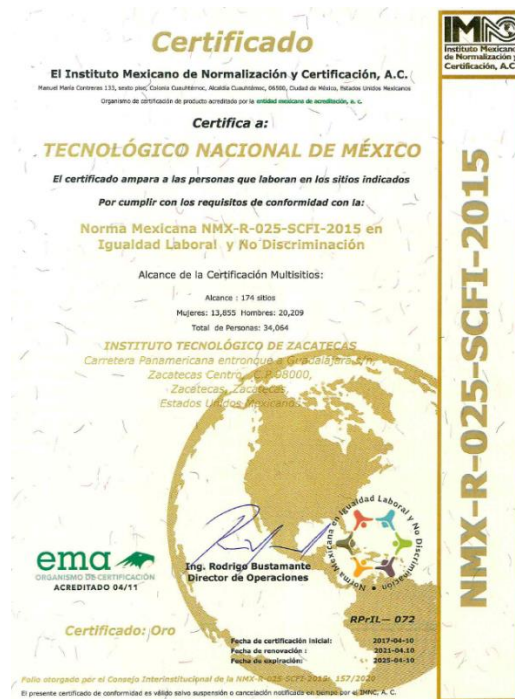 Certificado
IMNC
Instituto Mexicano
de Normalización y
Certificación, A.C.
El Instituto Mexicano de Normalización y Certificación, A.C.
Manuel María Contreras 133, sexto piso, Colonia Cuauhtémoc, Alcaldía Cuauhtémoc, 06500, Ciudad de México, Estados Unidos Mexicanos
Organismo de certificación de producto acreditado por la entidad mexicana de acreditación, a. c.
Certifica a:
TECNOLÓGICO NACIONAL DE MÉXICO
El certificado ampara a las personas que laboran en los sitios indicados
Por cumplir con los requisitos de conformidad con la:
Norma Mexicana NMX-R-025-SCFI-2015 en
Igualdad Laboral y No Discriminación
Alcance de la Certificación Multisitios:
Alcance : 174 sitios
Mujeres: 13,855 Hombres: 20,209
Total de Personas: 34,064
INSTITUTO TECNOLÓGICO DE ZACATECAS
Carretera Panamericana entronque a Guadalajara s/n,
Zacatecas Centro, C.P 98000,
Zacatecas, Zacatecas,
Estados Unidos Mexicanos
NMX-R-025-SCFI-2015
Norma Mexicana en Igualdad Laboral y No Discriminación
ema
ORGANISMO DE CERTIFICACIÓN
ACREDITADO 04/11
Ing. Rodrigo Bustamante
Director de Operaciones
RPrIL— 072
Certificado: Oro
Fecha de certificación inicial: 2017-04-10
Fecha de renovación : 2021-04.10
Fecha de expiración: 2025-04-10
Folio otorgado por el Consejo Interinstitucional de la NMX-R-025-SCFI-2015: 157/2020
El presente certificado de conformidad es válido salvo suspensión o cancelación notificada en tiempo por el IMNC, A. C.